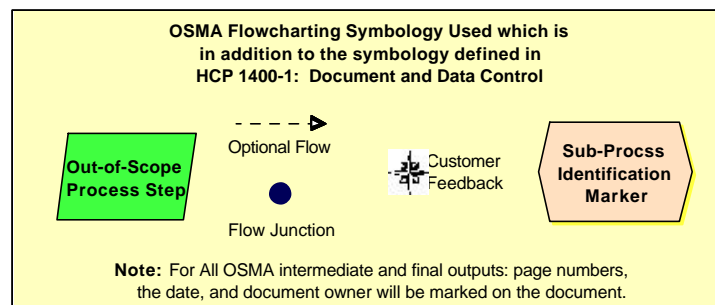 OSMA Flowcharting Symbology Used which is
in addition to the symbology defined in
HCP 1400-1: Document and Data Control
Out-of-Scope
Process Step
Optional Flow
Flow Junction
Customer
Feedback
Sub-Procss
Identification
Marker
Note: For All OSMA intermediate and final outputs: page numbers,
the date, and document owner will be marked on the document.